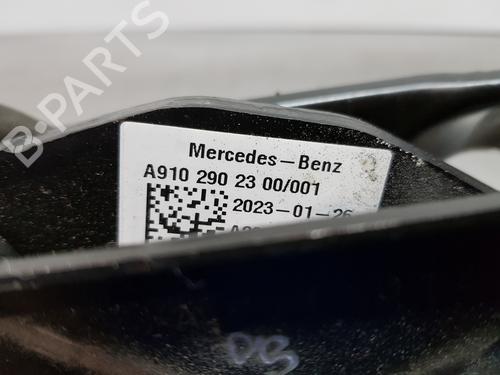 B-PARTS
Mercedes-Benz
A910 290 23 00/001
2023-01-26